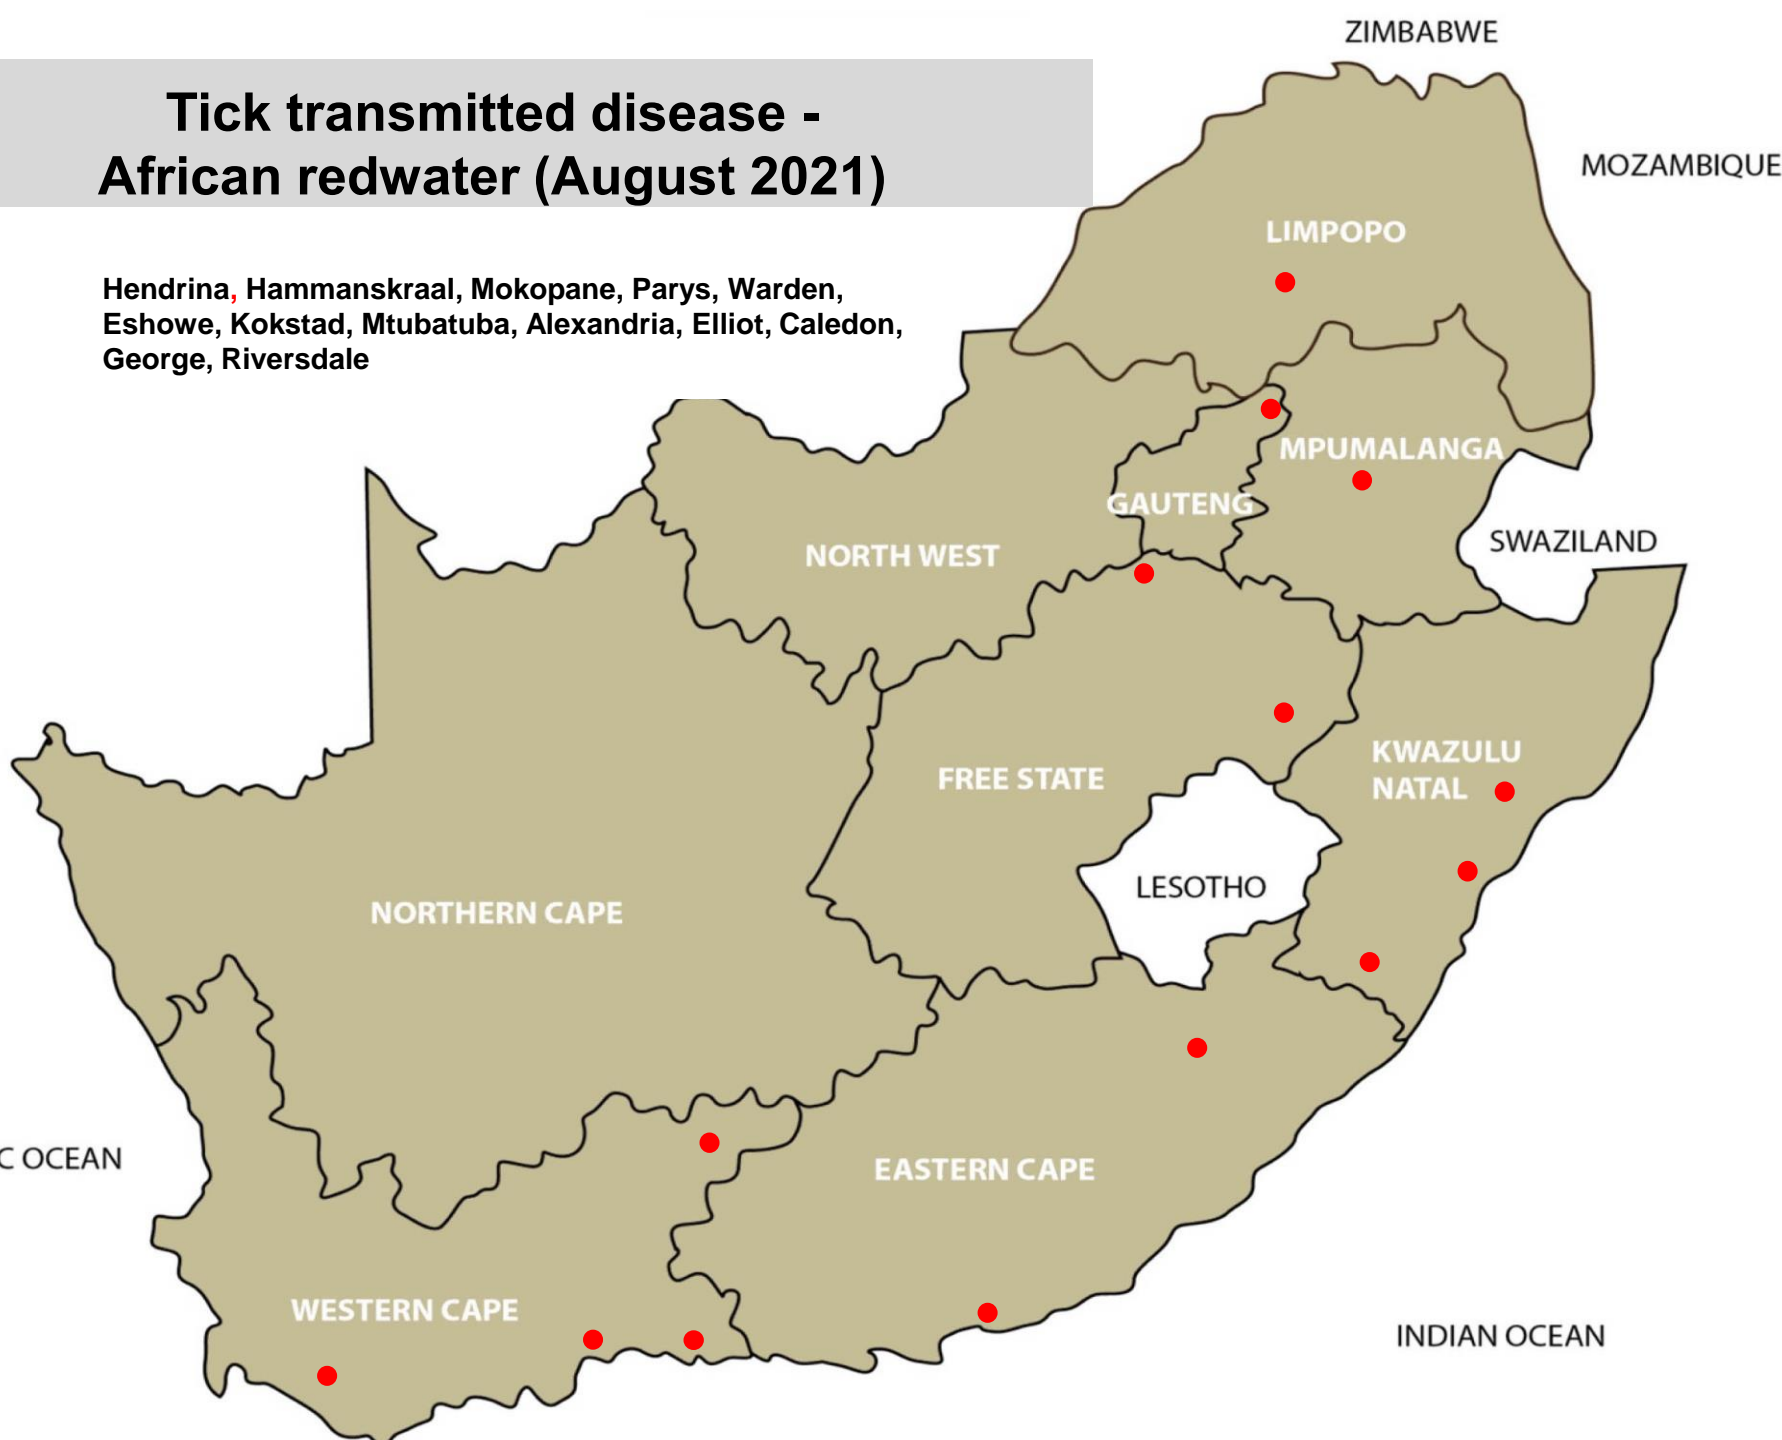 ZIMBABWE
Tick transmitted disease -
African redwater (August 2021)
MOZAMBIQUE
LIMPOPO
Hendrina, Hammanskraal, Mokopane, Parys, Warden,
Eshowe, Kokstad, Mtubatuba, Alexandria, Elliot, Caledon,
George, Riversdale
MPUMALANGA
GAUTENG
SWAZILAND
NORTH WEST
KWAZULU
NATAL
FREE STATE
LESOTHO
NORTHERN CAPE
C OCEAN
EASTERN CAPE
WESTERN CAPE
INDIAN OCEAN